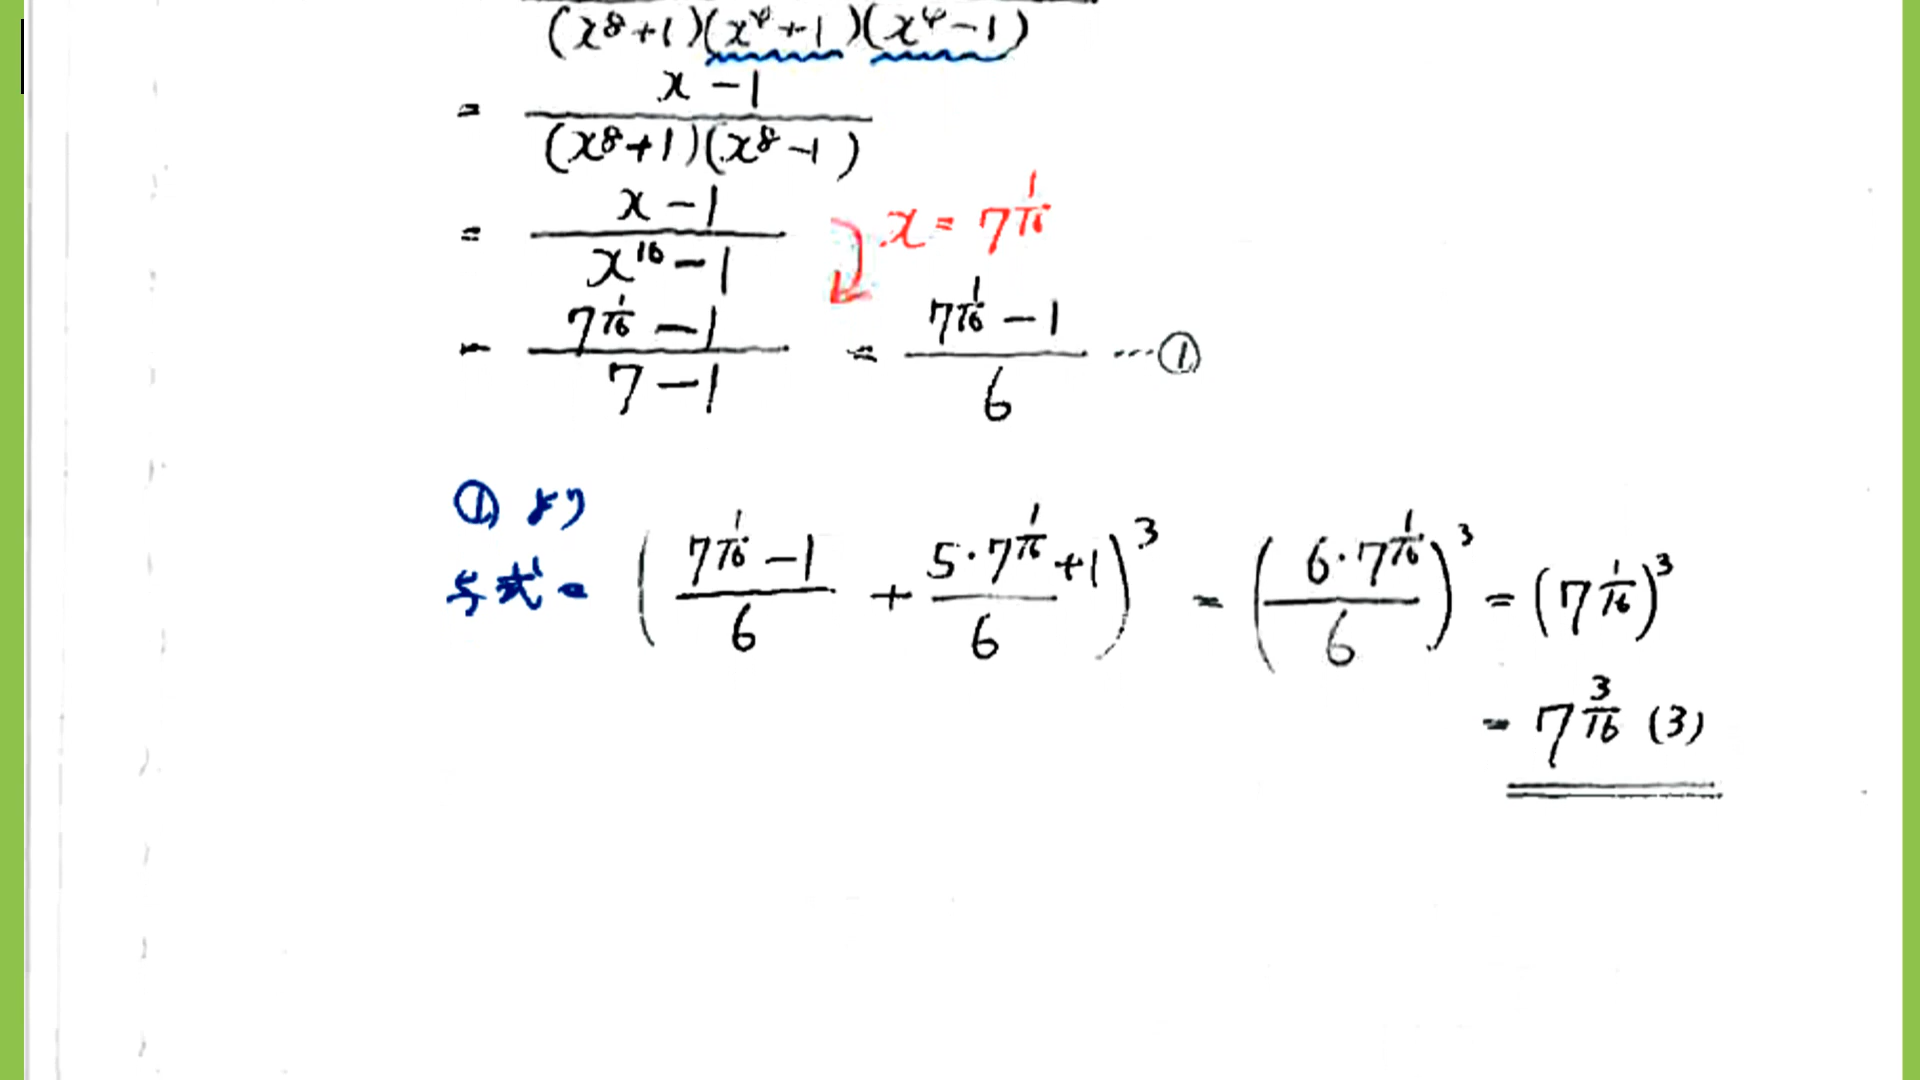 (x⁸+1)(x⁴+1)(x⁴-1)
= (x-1)/((x⁸+1)(x⁸-1))
= (x-1)/(x¹⁶-1) x = 7^(1/16)
= (7^(1/16) - 1)/(7-1) = (7^(1/16) - 1)/6 …①
①より
与式= ((7^(1/16) - 1)/6 + (5·7^(1/16) + 1)/6)³ = ((6·7^(1/16))/6)³ = (7^(1/16))³
= 7^(3/16) (3)